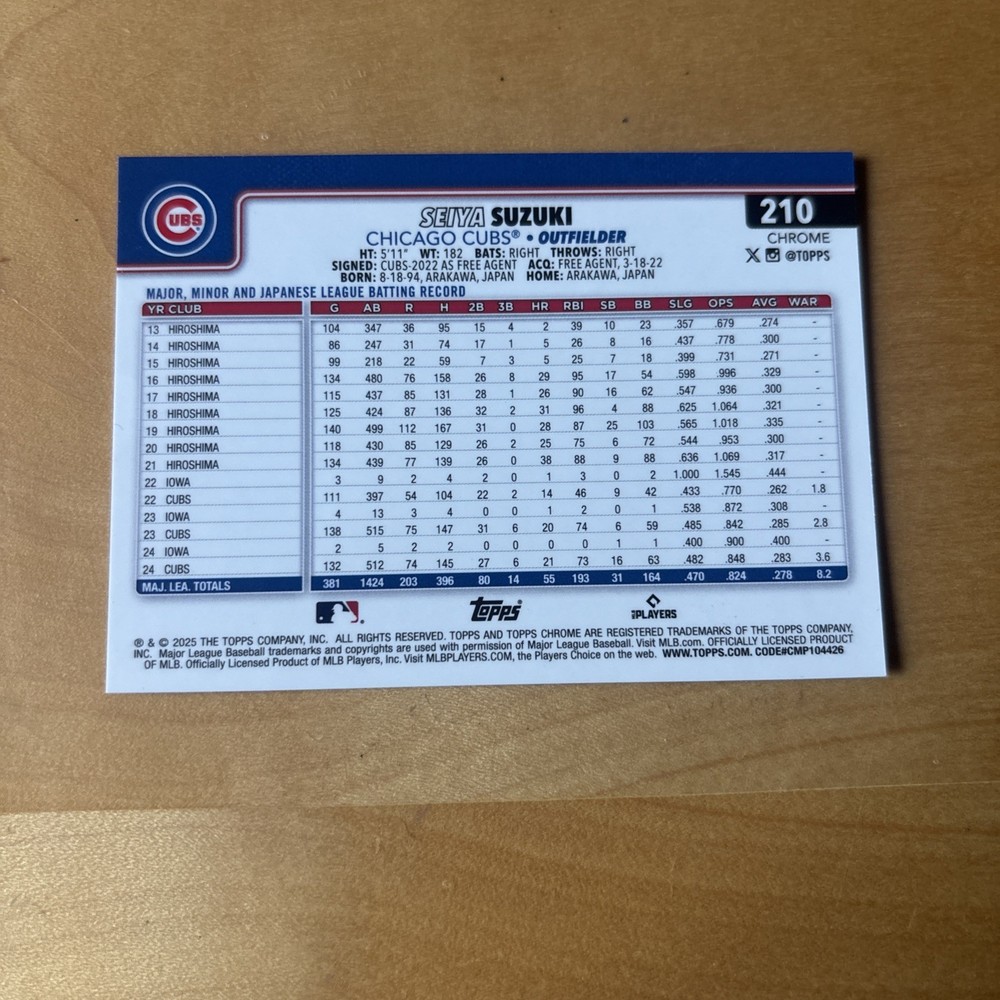 CUBS
SEIYA SUZUKI
210
CHICAGO CUBS® • OUTFIELDER
CHROME
HT: 5'11" WT: 182 BATS: RIGHT THROWS: RIGHT
@TOPPS
SIGNED: CUBS-2022 AS FREE AGENT ACQ: FREE AGENT, 3-18-22
BORN: 8-18-94, ARAKAWA, JAPAN HOME: ARAKAWA, JAPAN
MAJOR, MINOR AND JAPANESE LEAGUE BATTING RECORD
YR CLUB G AB R H 2B 3B HR RBI SB BB SLG OPS AVG WAR
13 HIROSHIMA 104 347 36 95 15 4 2 39 10 23 .357 .679 .274 -
14 HIROSHIMA 86 247 31 74 17 1 5 26 8 16 .437 .778 .300 -
15 HIROSHIMA 99 218 22 59 7 3 5 25 7 18 .399 .731 .271 -
16 HIROSHIMA 134 480 76 158 26 8 29 95 17 54 .598 .996 .329 -
17 HIROSHIMA 115 437 85 131 28 1 26 90 16 62 .547 .936 .300 -
18 HIROSHIMA 125 424 87 136 32 2 31 96 4 88 .625 1.064 .321 -
19 HIROSHIMA 140 499 112 167 31 0 28 87 25 103 .565 1.018 .335 -
20 HIROSHIMA 118 430 85 129 26 2 25 75 6 72 .544 .953 .300 -
21 HIROSHIMA 134 439 77 139 26 0 38 88 9 88 .636 1.069 .317 -
22 IOWA 3 9 2 4 2 0 1 3 0 2 1.000 1.545 .444 -
22 CUBS 111 397 54 104 22 2 14 46 9 42 .433 .770 .262 1.8
23 IOWA 4 13 3 4 0 0 1 2 0 1 .538 .872 .308 -
23 CUBS 138 515 75 147 31 6 20 74 6 59 .485 .842 .285 2.8
24 IOWA 2 5 2 2 0 0 0 0 1 1 .400 .900 .400 -
24 CUBS 132 512 74 145 27 6 21 73 16 63 .482 .848 .283 3.6
MAJ. LEA. TOTALS 381 1424 203 396 80 14 55 193 31 164 .470 .824 .278 8.2
Topps®
PLAYERS
® & © 2025 THE TOPPS COMPANY, INC. ALL RIGHTS RESERVED. TOPPS AND TOPPS CHROME ARE REGISTERED TRADEMARKS OF THE TOPPS COMPANY,
INC. Major League Baseball trademarks and copyrights are used with permission of Major League Baseball. Visit MLB.com. OFFICIALLY LICENSED PRODUCT
OF MLB. Officially Licensed Product of MLB Players, Inc. Visit MLBPLAYERS.COM, the Players Choice on the web. WWW.TOPPS.COM. CODE#CMP104426